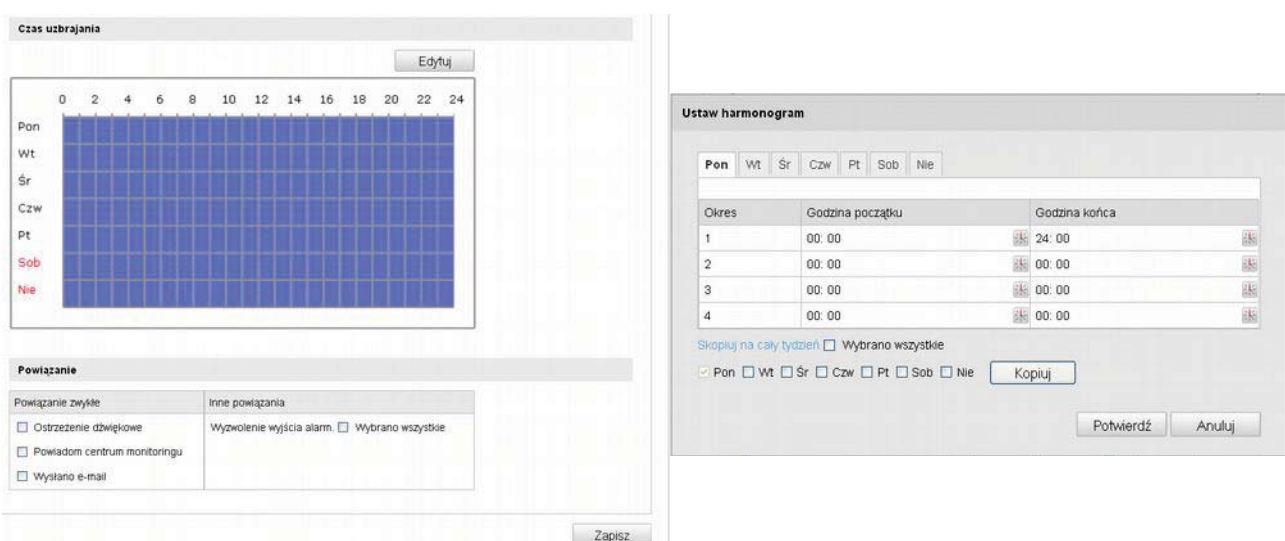 Czas uzbrajania
Edytuj
0 2 4 6 8 10 12 14 16 18 20 22 24
Pon
Wt
Śr
Czw
Pt
Sob
Nie
Powiązanie
Powiązanie zwykłe Inne powiązania
Ostrzeżenie dźwiękowe Wyzwolenie wyjścia alarm. Wybrano wszystkie
Powiadom centrum monitoringu
Wysłano e-mail
Zapisz
Ustaw harmonogram
Pon Wt Śr Czw Pt Sob Nie
Okres Godzina początku Godzina końca
1 00: 00 24: 00
2 00: 00 00: 00
3 00: 00 00: 00
4 00: 00 00: 00
Skopiuj na cały tydzień Wybrano wszystkie
Pon Wt Śr Czw Pt Sob Nie Kopiuj
Potwierdź Anuluj